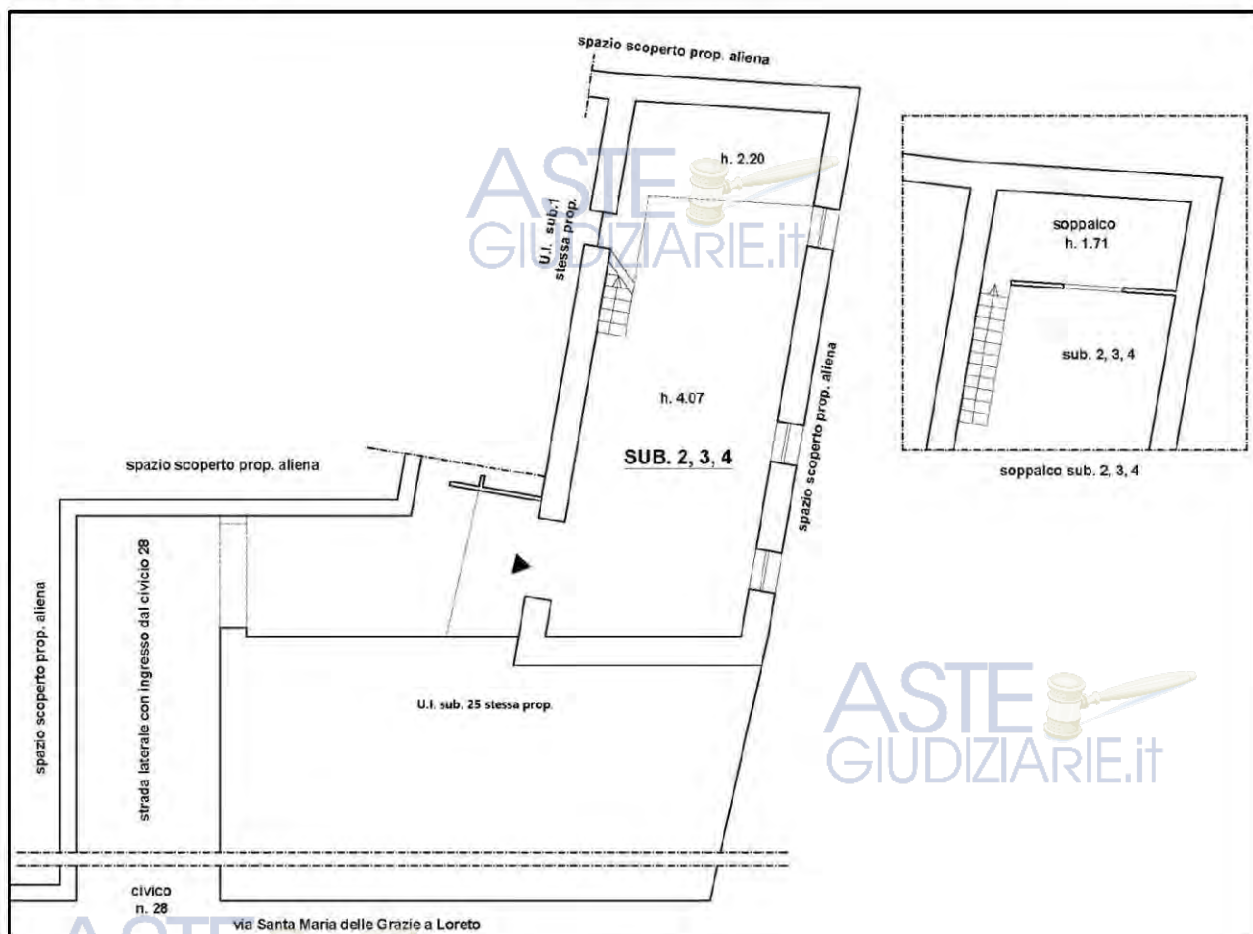 spazio scoperto prop. aliena
h. 2.20
ASTE
GIUDIZIARIE.it
U.I. sub.1
stessa prop.
soppalco
h. 1.71
sub. 2, 3, 4
h. 4.07
SUB. 2, 3, 4
spazio scoperto prop. aliena
soppalco sub. 2, 3, 4
spazio scoperto prop. aliena
spazio scoperto prop. aliena
strada laterale con ingresso dal civicio 28
U.I. sub. 25 stessa prop.
ASTE
GIUDIZIARIE.it
civico
n. 28
via Santa Maria delle Grazie a Loreto
ASTE